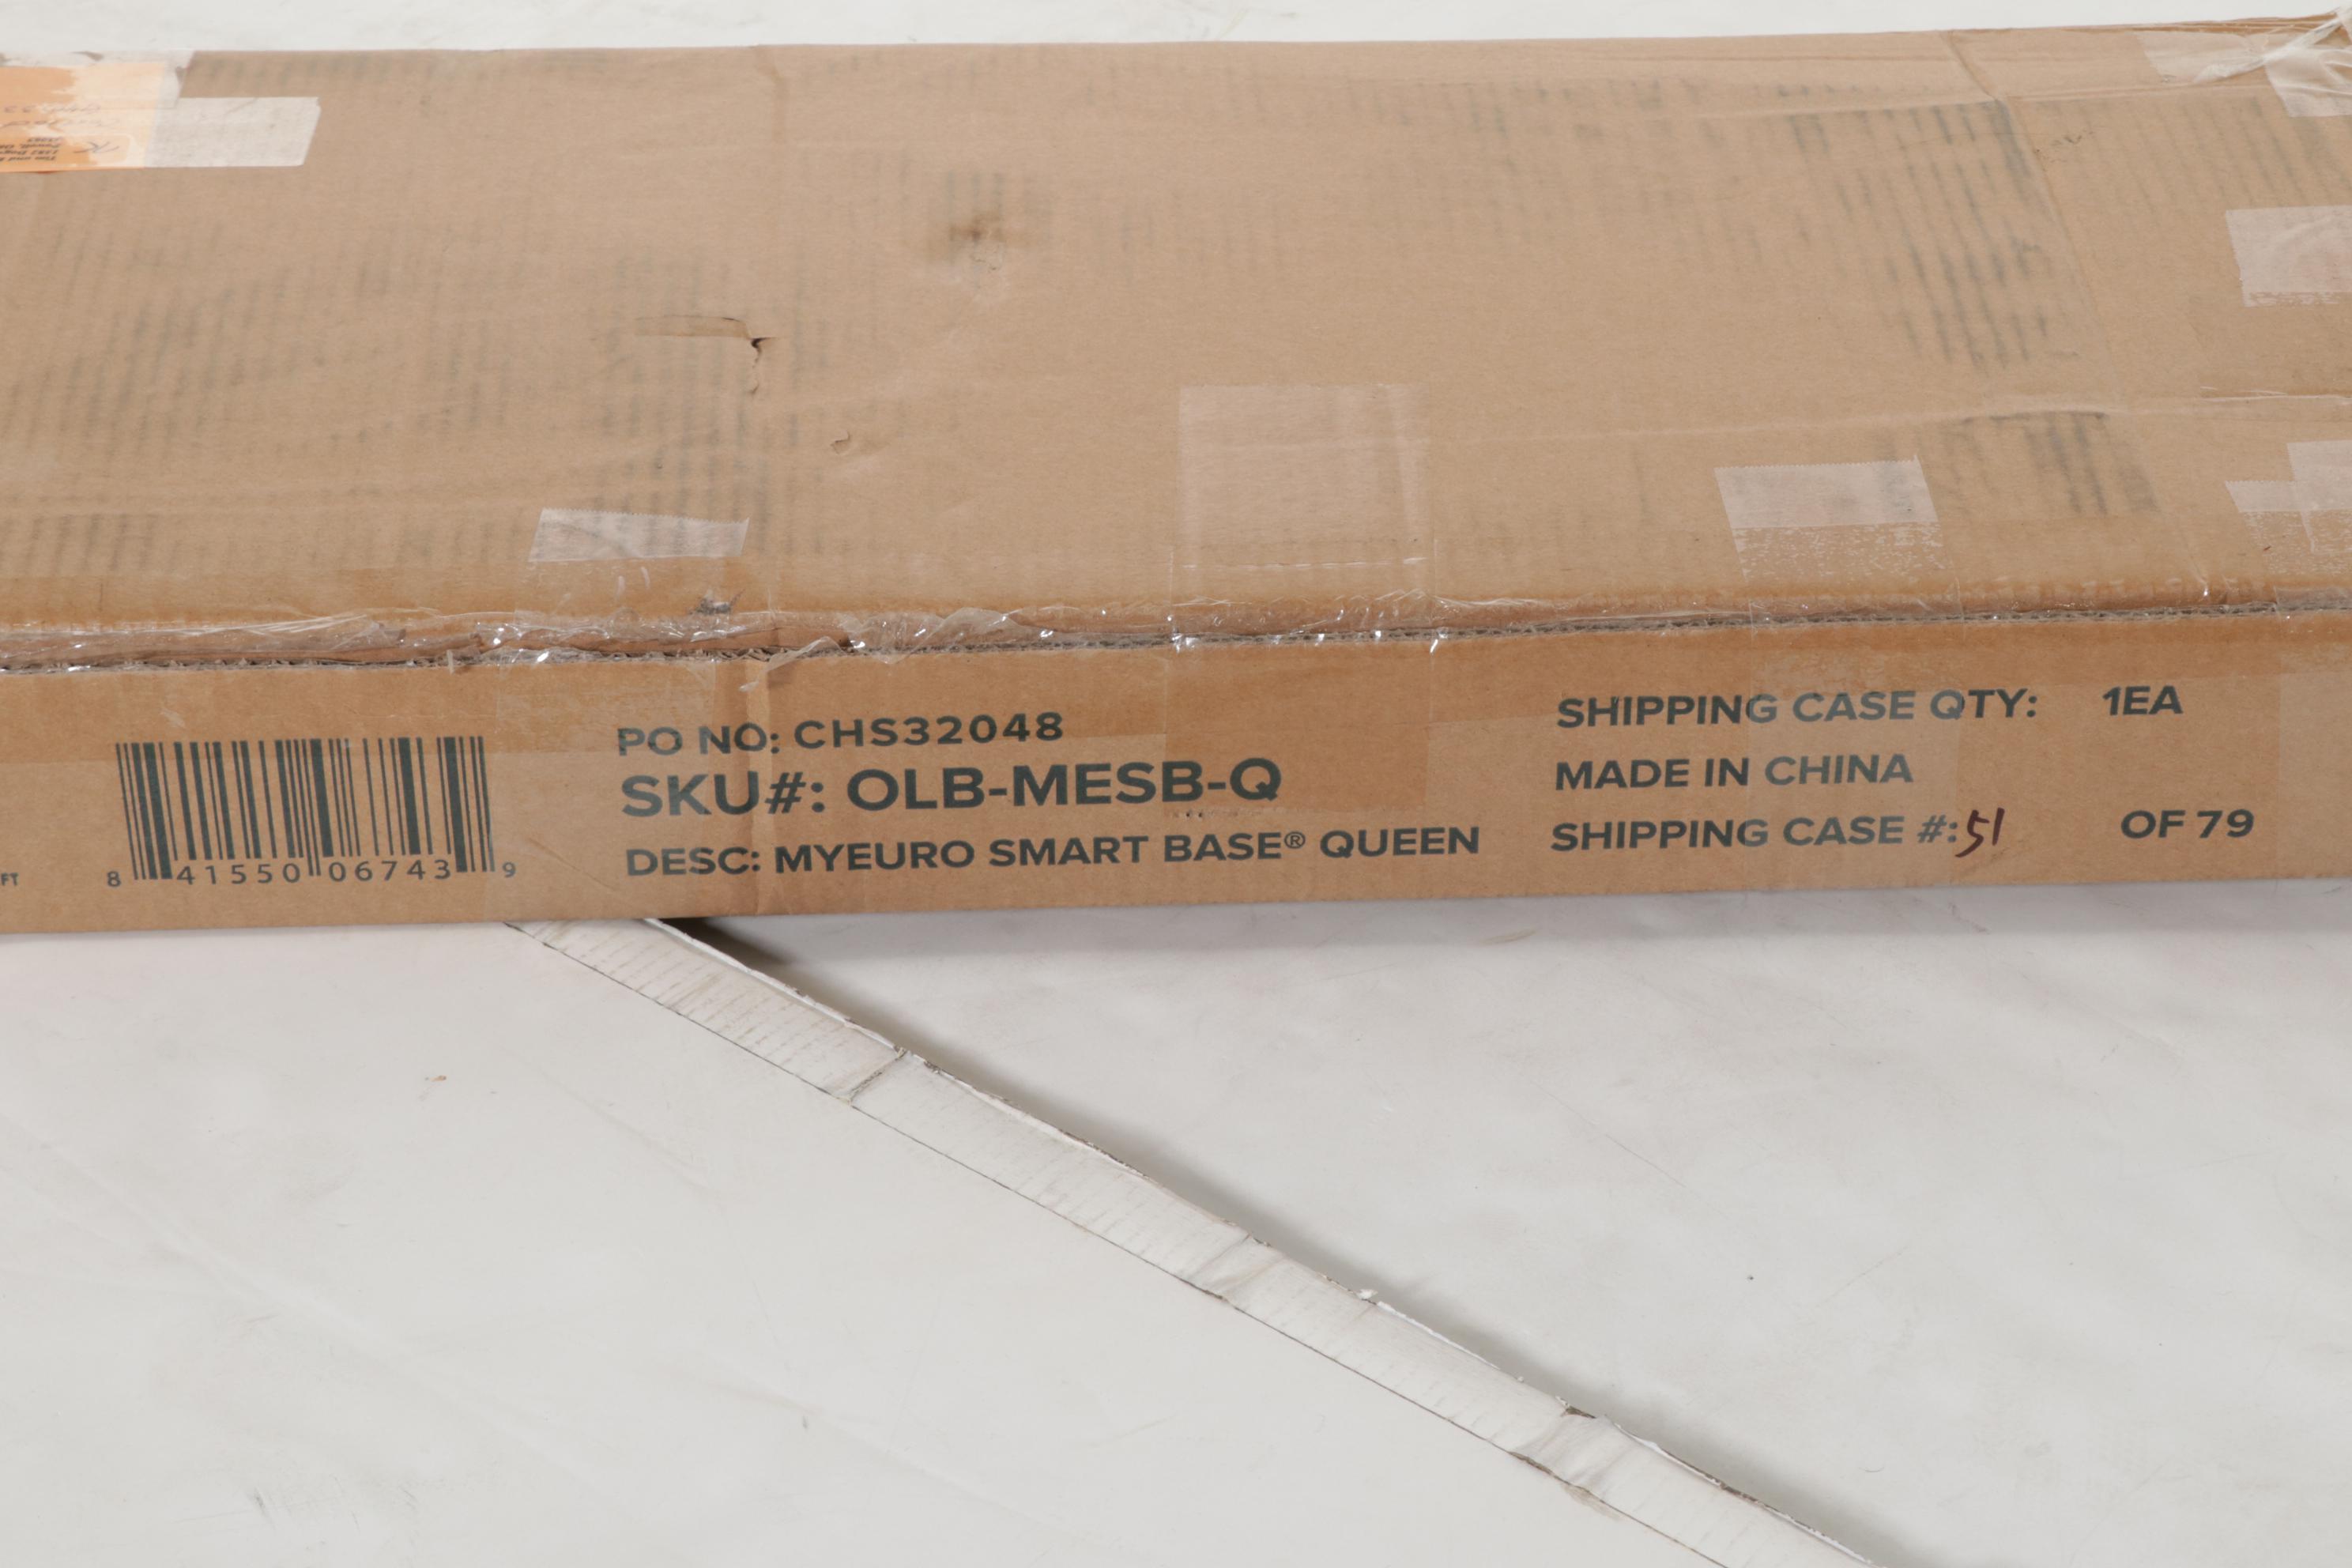 PO NO: CHS32048
SKU#: OLB-MESB-Q
DESC: MYEURO SMART BASE® QUEEN
SHIPPING CASE QTY: 1EA
MADE IN CHINA
SHIPPING CASE #: 51 OF 79
FT
8 41550 06743 9